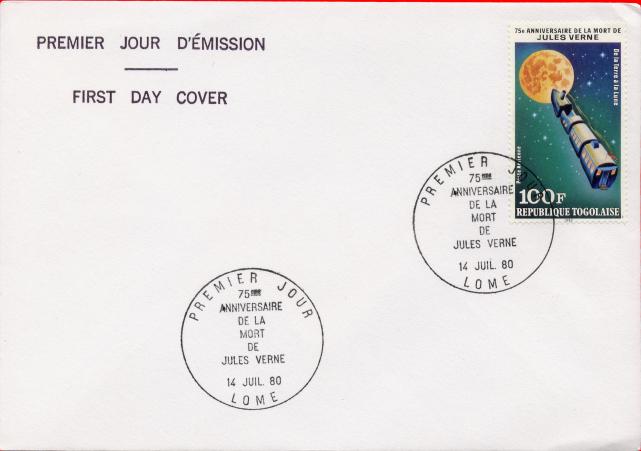 PREMIER JOUR D'ÉMISSION
FIRST DAY COVER
75e ANNIVERSAIRE DE LA MORT DE
JULES VERNE
De la Terre à la Lune
100F
REPUBLIQUE TOGOLAISE
PREMIER JOUR
75ème
ANNIVERSAIRE
DE LA
MORT
DE
JULES VERNE
14 JUIL. 80
LOME
PREMIER JOUR
75ème
ANNIVERSAIRE
DE LA
MORT
DE
JULES VERNE
14 JUIL. 80
LOME